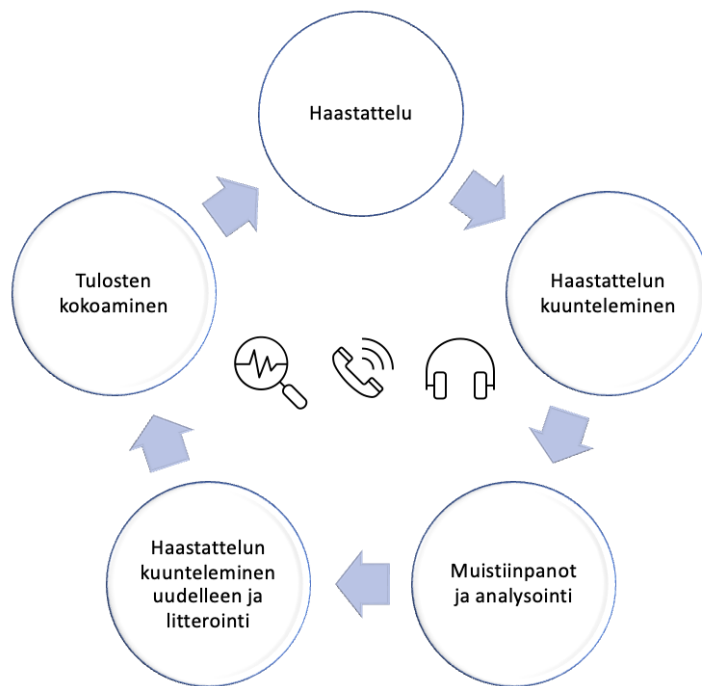 Haastattelu
Haastattelun
kuunteleminen
Muistiinpanot
ja analysointi
Haastattelun
kuunteleminen
uudelleen ja
litterointi
Tulosten
kokoaminen